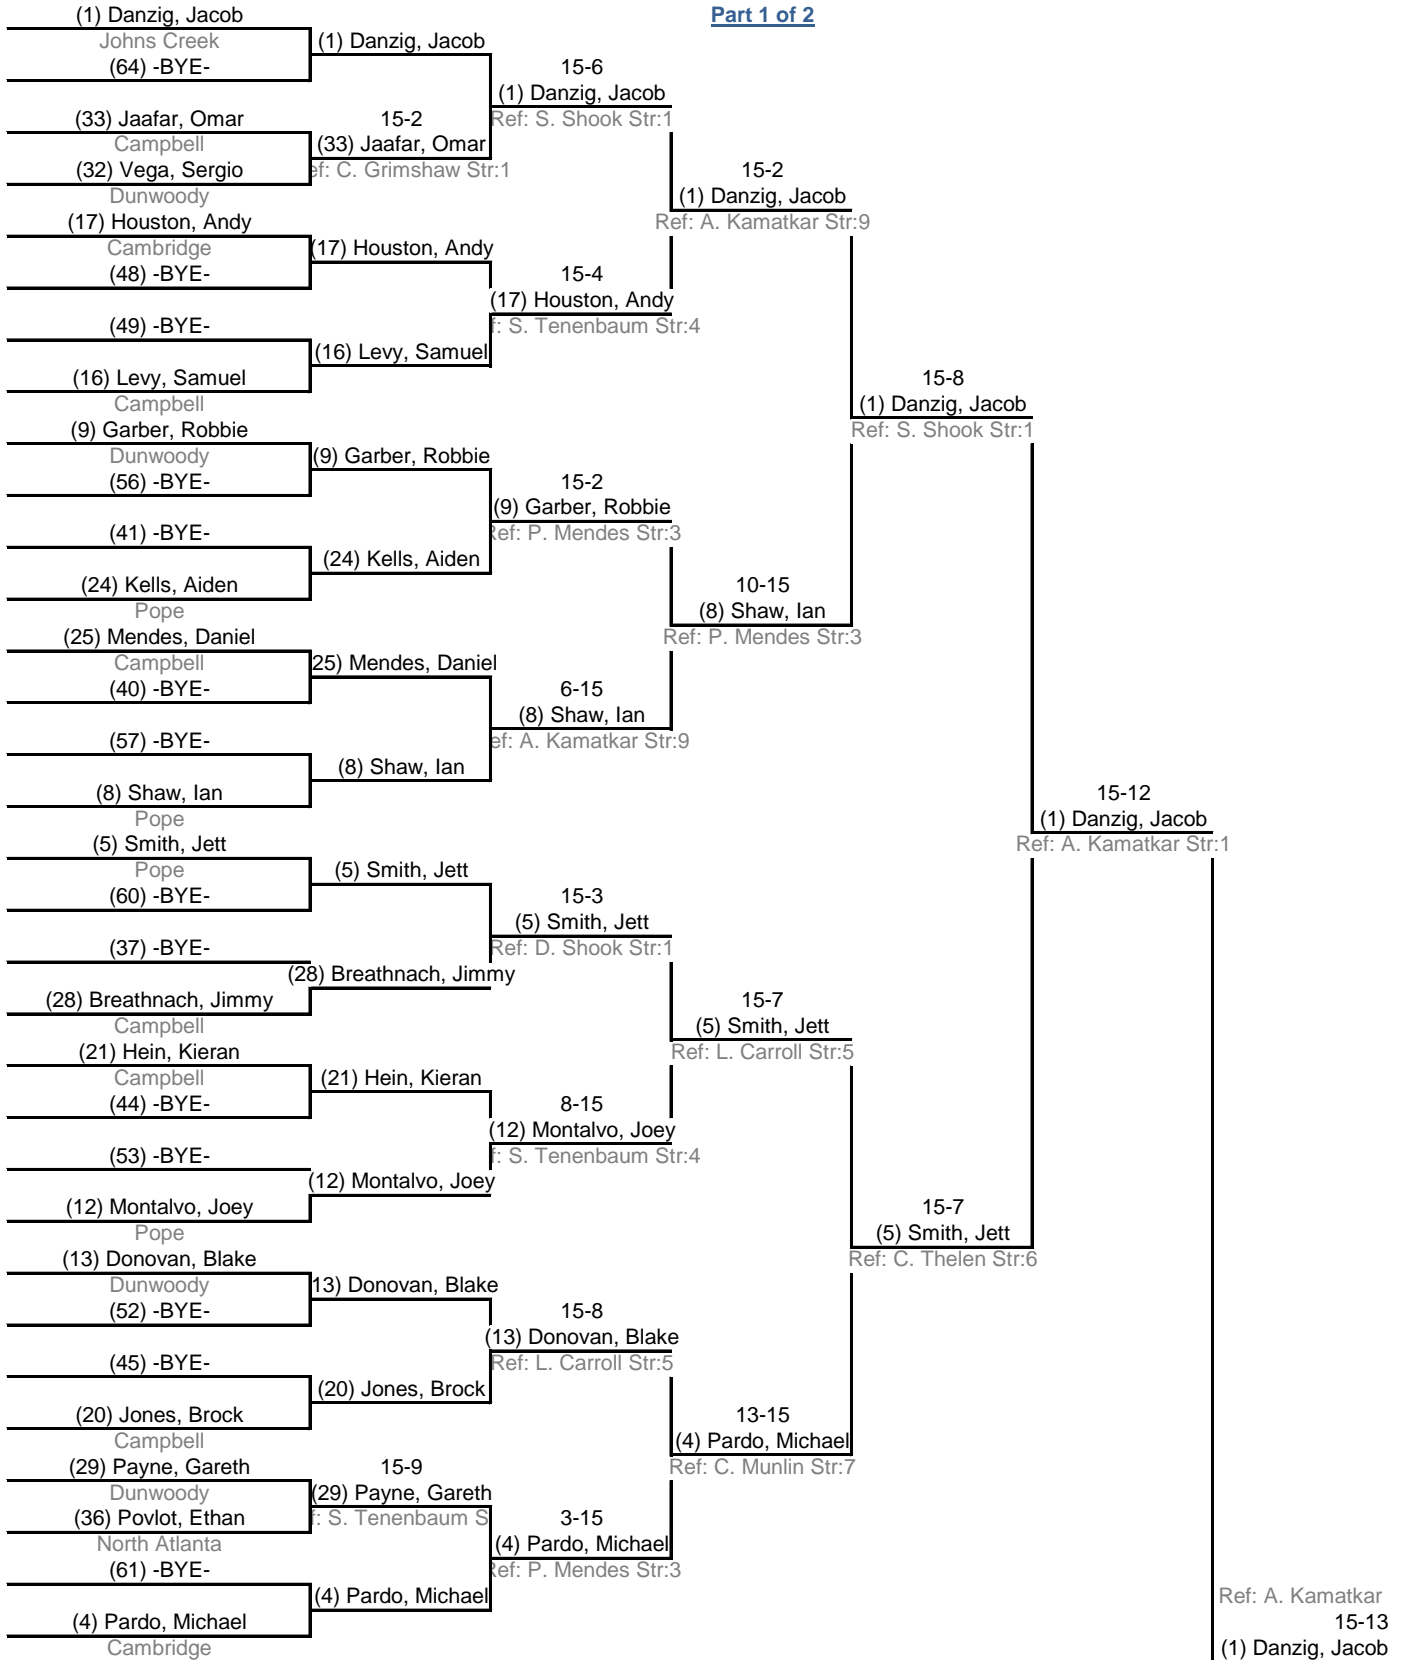 Part 1 of 2
(1) Danzig, Jacob
Johns Creek
(64) -BYE-
(33) Jaafar, Omar
Campbell
(32) Vega, Sergio
Dunwoody
(17) Houston, Andy
Cambridge
(48) -BYE-
(49) -BYE-
(16) Levy, Samuel
Campbell
(9) Garber, Robbie
Dunwoody
(56) -BYE-
(41) -BYE-
(24) Kells, Aiden
Pope
(25) Mendes, Daniel
Campbell
(40) -BYE-
(57) -BYE-
(8) Shaw, Ian
Pope
(5) Smith, Jett
Pope
(60) -BYE-
(37) -BYE-
(28) Breathnach, Jimmy
Campbell
(21) Hein, Kieran
Campbell
(44) -BYE-
(53) -BYE-
(12) Montalvo, Joey
Pope
(13) Donovan, Blake
Dunwoody
(52) -BYE-
(45) -BYE-
(20) Jones, Brock
Campbell
(29) Payne, Gareth
Dunwoody
(36) Povlot, Ethan
North Atlanta
(61) -BYE-
(4) Pardo, Michael
Cambridge
(1) Danzig, Jacob
15-2
(33) Jaafar, Omar
ef: C. Grimshaw Str:1
(17) Houston, Andy
(16) Levy, Samuel
(9) Garber, Robbie
(24) Kells, Aiden
25) Mendes, Daniel
(8) Shaw, Ian
(5) Smith, Jett
(28) Breathnach, Jimmy
(21) Hein, Kieran
(12) Montalvo, Joey
13) Donovan, Blake
(20) Jones, Brock
15-9
(29) Payne, Gareth
f: S. Tenenbaum S
(4) Pardo, Michael
15-6
(1) Danzig, Jacob
Ref: S. Shook Str:1
15-4
(17) Houston, Andy
f: S. Tenenbaum Str:4
15-2
(9) Garber, Robbie
Ref: P. Mendes Str:3
6-15
(8) Shaw, Ian
ef: A. Kamatkar Str:9
15-3
(5) Smith, Jett
Ref: D. Shook Str:1
8-15
(12) Montalvo, Joey
f: S. Tenenbaum Str:4
15-8
(13) Donovan, Blake
Ref: L. Carroll Str:5
3-15
(4) Pardo, Michael
Ref: P. Mendes Str:3
15-2
(1) Danzig, Jacob
Ref: A. Kamatkar Str:9
10-15
(8) Shaw, Ian
Ref: P. Mendes Str:3
15-7
(5) Smith, Jett
Ref: L. Carroll Str:5
13-15
(4) Pardo, Michael
Ref: C. Munlin Str:7
15-8
(1) Danzig, Jacob
Ref: S. Shook Str:1
15-7
(5) Smith, Jett
Ref: C. Thelen Str:6
15-12
(1) Danzig, Jacob
Ref: A. Kamatkar Str:1
Ref: A. Kamatkar
15-13
(1) Danzig, Jacob